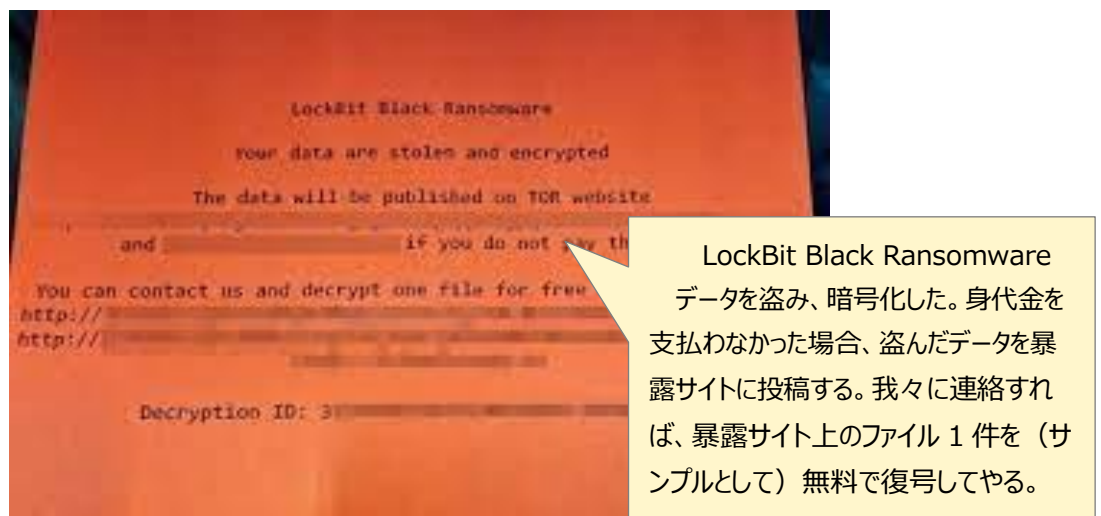 LockBit Black Ransomware
Your data are stolen and encrypted
The data will be published on TOR website
and if you do not pay th
You can contact us and decrypt one file for free
http://
http://
Decryption ID: 3
LockBit Black Ransomware
データを盗み、暗号化した。身代金を
支払わなかった場合、盗んだデータを暴
露サイトに投稿する。我々に連絡すれ
ば、暴露サイト上のファイル 1 件を（サ
ンプルとして）無料で復号してやる。